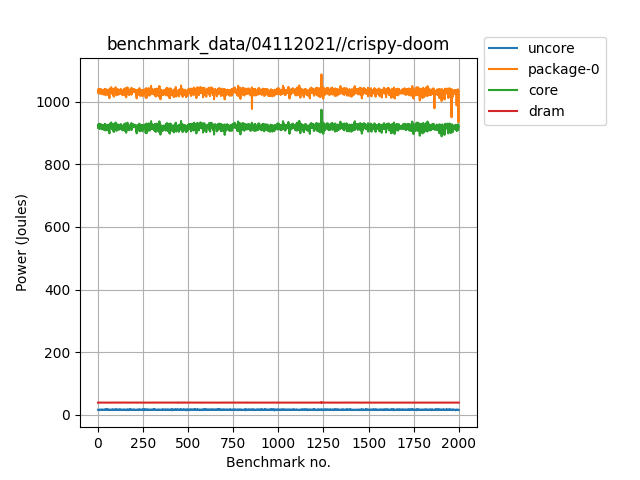 benchmark_data/04112021//crispy-doom
uncore
package-0
core
dram
Power (Joules)
1000
800
600
400
200
0
0 250 500 750 1000 1250 1500 1750 2000
Benchmark no.